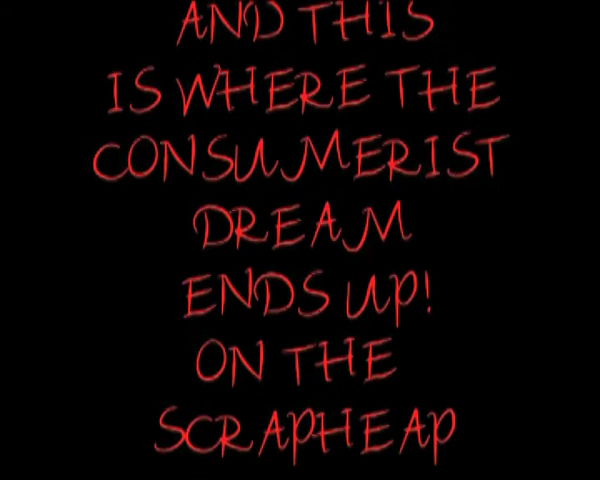 AND THIS
IS WHERE THE
CONSUMERIST
DREAM
ENDS UP!
ON THE
SCRAPHEAP